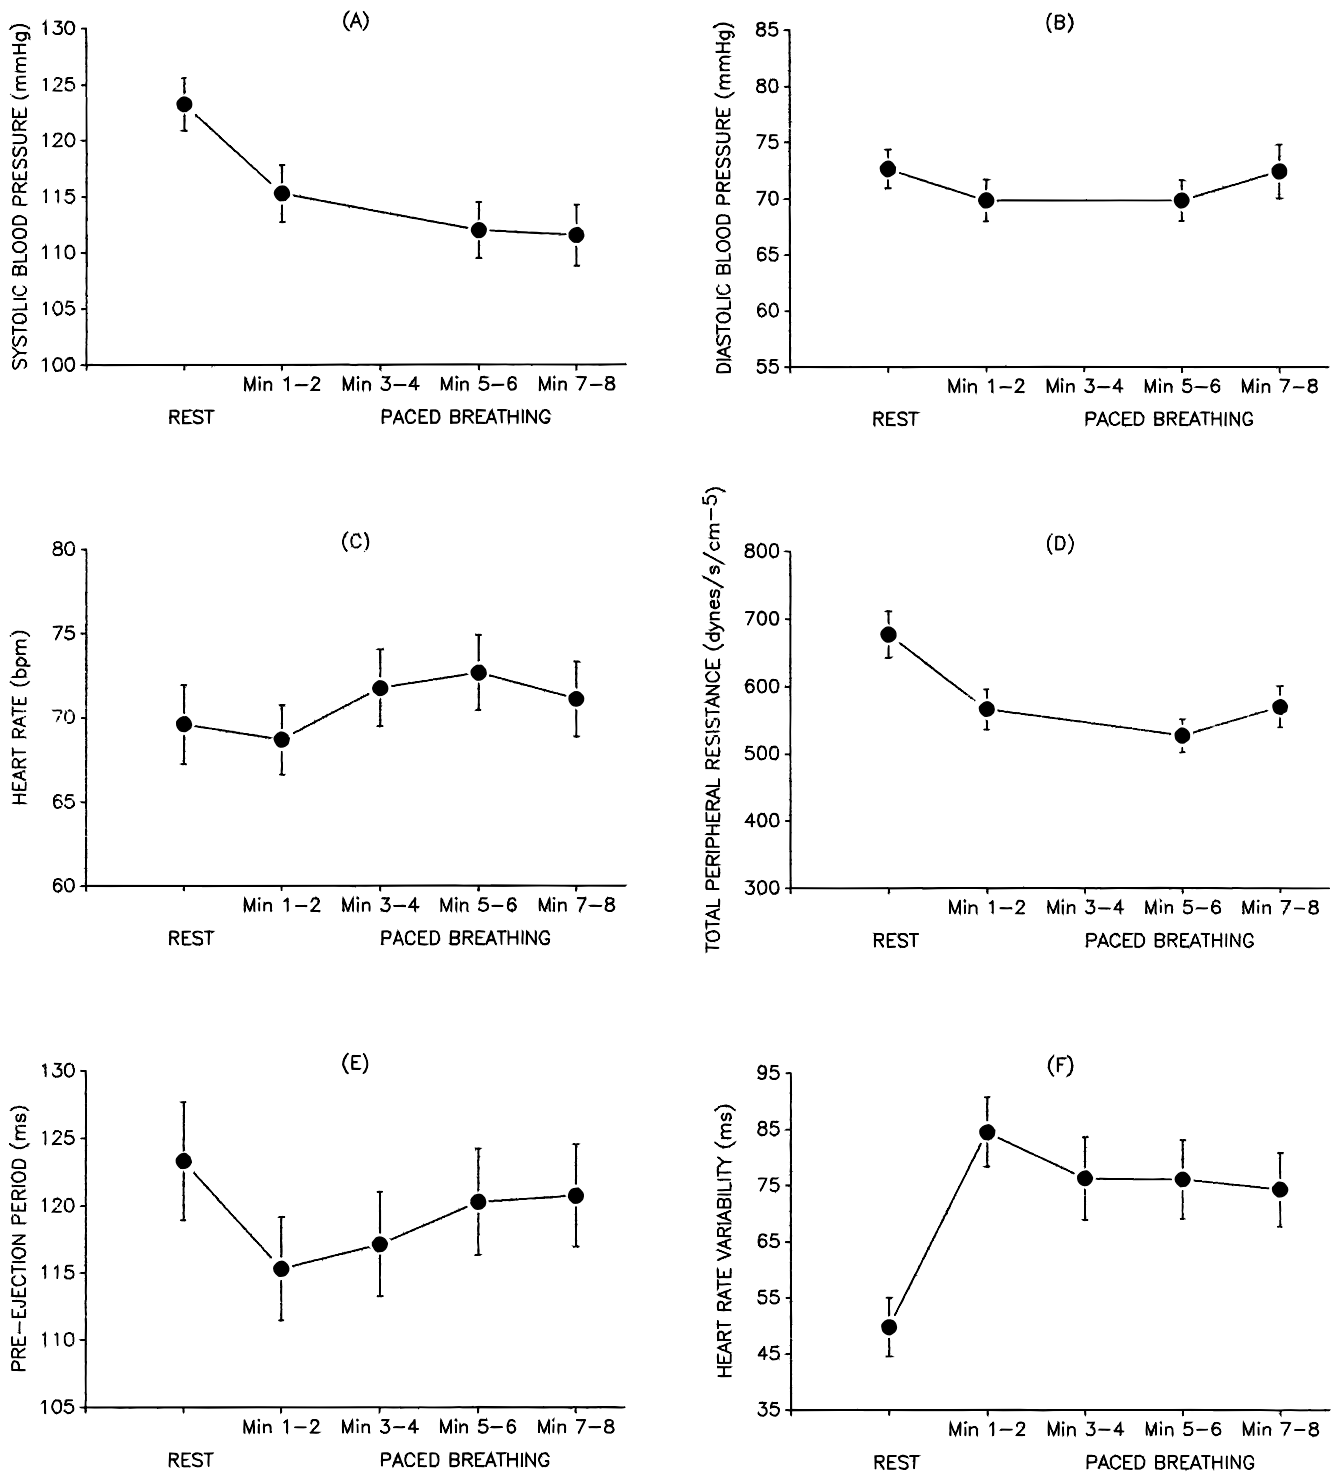 (A)
SYSTOLIC BLOOD PRESSURE (mmHg)
130
125
120
115
110
105
100
Min 1-2 Min 3-4 Min 5-6 Min 7-8
REST PACED BREATHING
(B)
DIASTOLIC BLOOD PRESSURE (mmHg)
85
80
75
70
65
60
55
Min 1-2 Min 3-4 Min 5-6 Min 7-8
REST PACED BREATHING
(C)
HEART RATE (bpm)
80
75
70
65
60
Min 1-2 Min 3-4 Min 5-6 Min 7-8
REST PACED BREATHING
(D)
TOTAL PERIPHERAL RESISTANCE (dynes/s/cm-5)
800
700
600
500
400
300
Min 1-2 Min 3-4 Min 5-6 Min 7-8
REST PACED BREATHING
(E)
PRE-EJECTION PERIOD (ms)
130
125
120
115
110
105
Min 1-2 Min 3-4 Min 5-6 Min 7-8
REST PACED BREATHING
(F)
HEART RATE VARIABILITY (ms)
95
85
75
65
55
45
35
Min 1-2 Min 3-4 Min 5-6 Min 7-8
REST PACED BREATHING